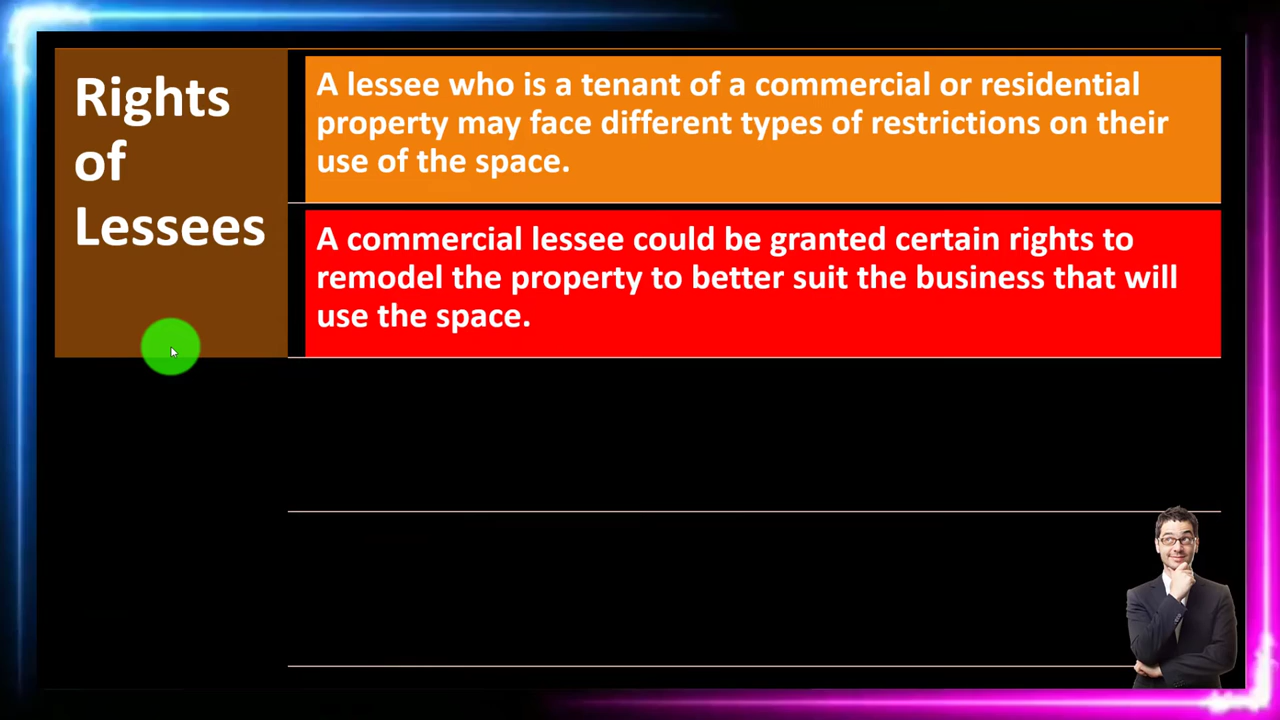 Rights
of
Lessees
A lessee who is a tenant of a commercial or residential
property may face different types of restrictions on their
use of the space.
A commercial lessee could be granted certain rights to
remodel the property to better suit the business that will
use the space.